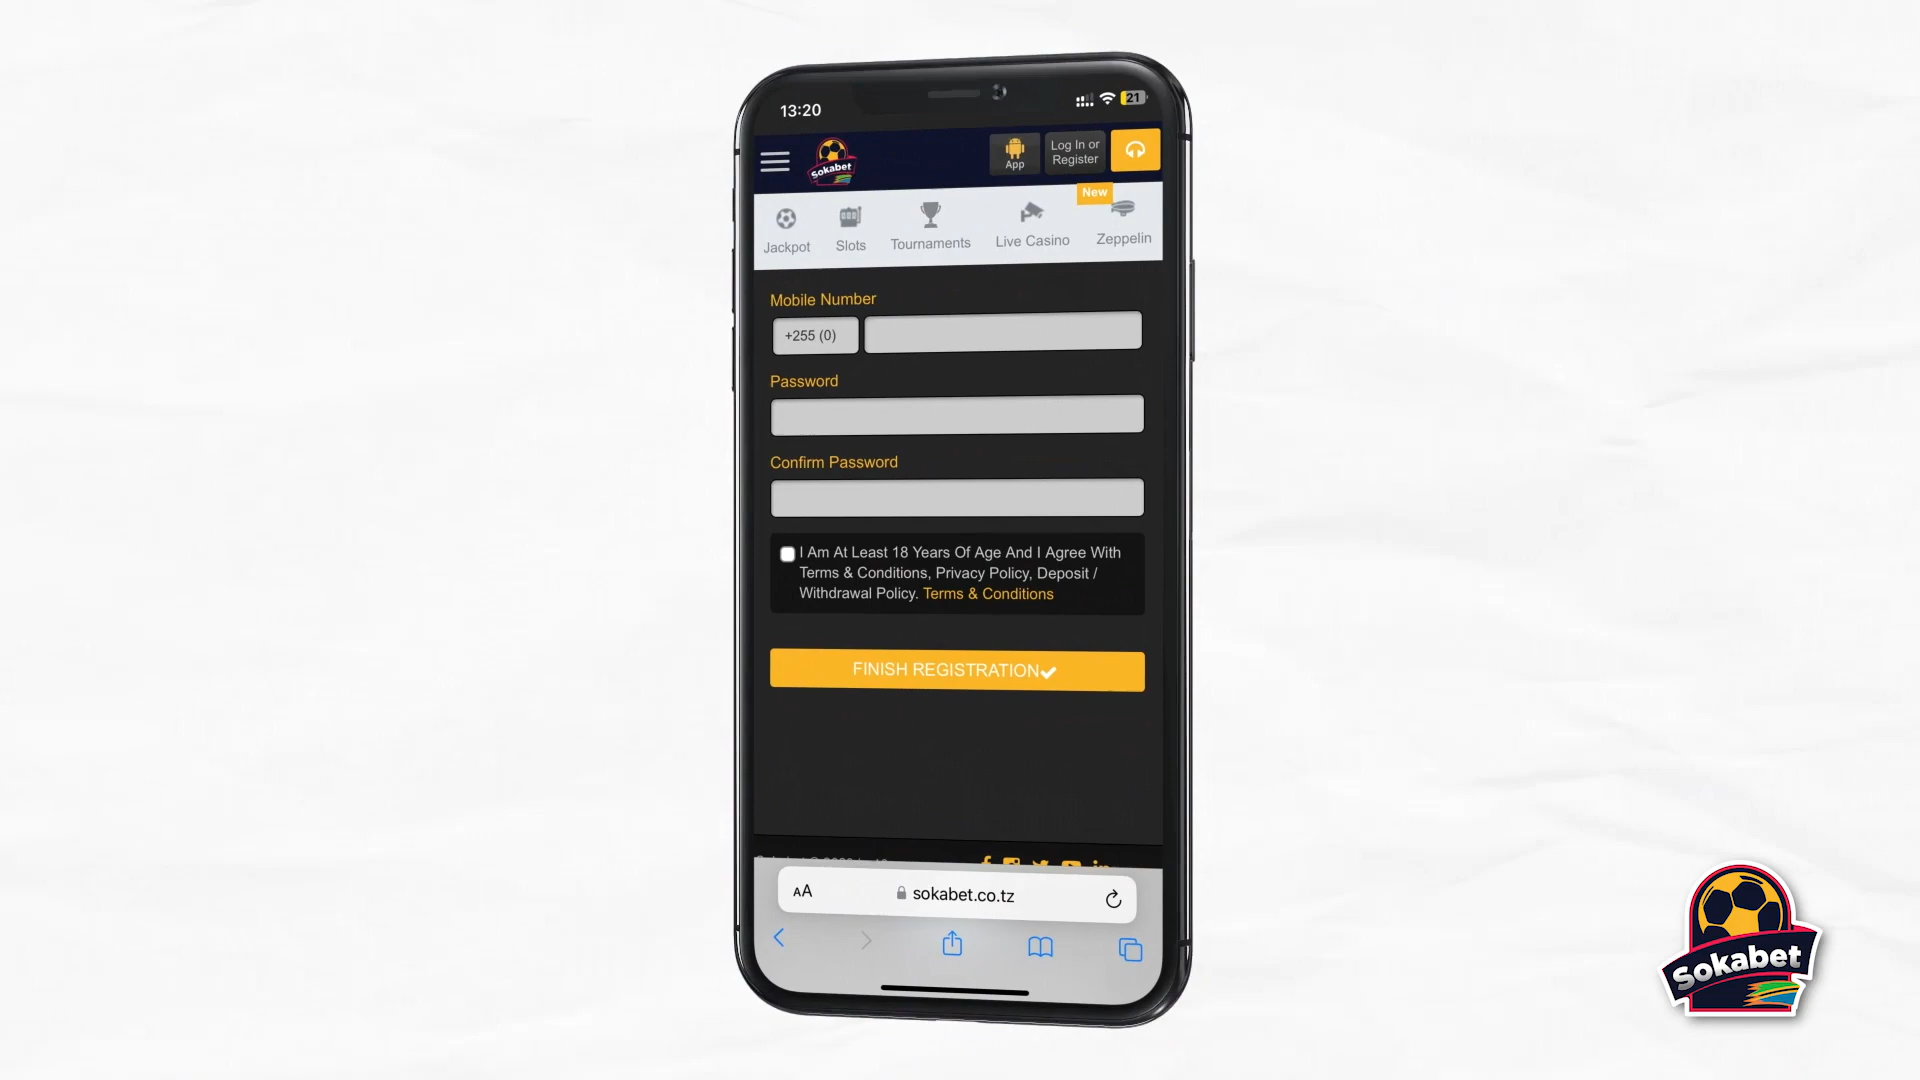 13:20
21
Sokabet
App
Log In or
Register
New
Jackpot
Slots
Tournaments
Live Casino
Zeppelin
Mobile Number
+255 (0)
Password
Confirm Password
I Am At Least 18 Years Of Age And I Agree With
Terms & Conditions, Privacy Policy, Deposit /
Withdrawal Policy. Terms & Conditions
FINISH REGISTRATION
AA
sokabet.co.tz
Sokabet